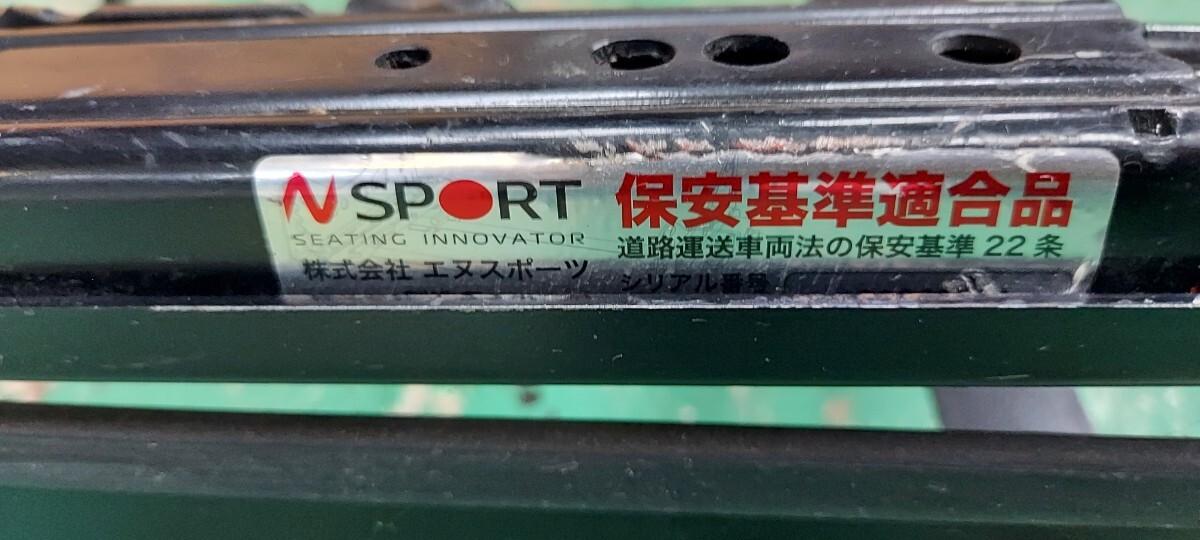 N SPORT
SEATING INNOVATOR
株式会社 エヌスポーツ
保安基準適合品
道路運送車両法の保安基準 22 条
シリアル番号